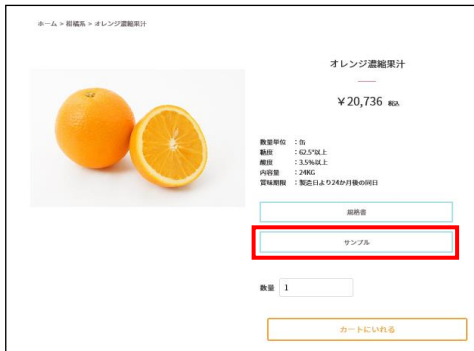 ホーム > 柑橘系 > オレンジ濃縮果汁
オレンジ濃縮果汁
¥20,736 税込
数量単位 ：缶
糖度 ：62.5°以上
酸度 ：3.5%以上
内容量 ：24KG
賞味期限 ：製造日より24か月後の同日
規格書
サンプル
数量 1
カートにいれる